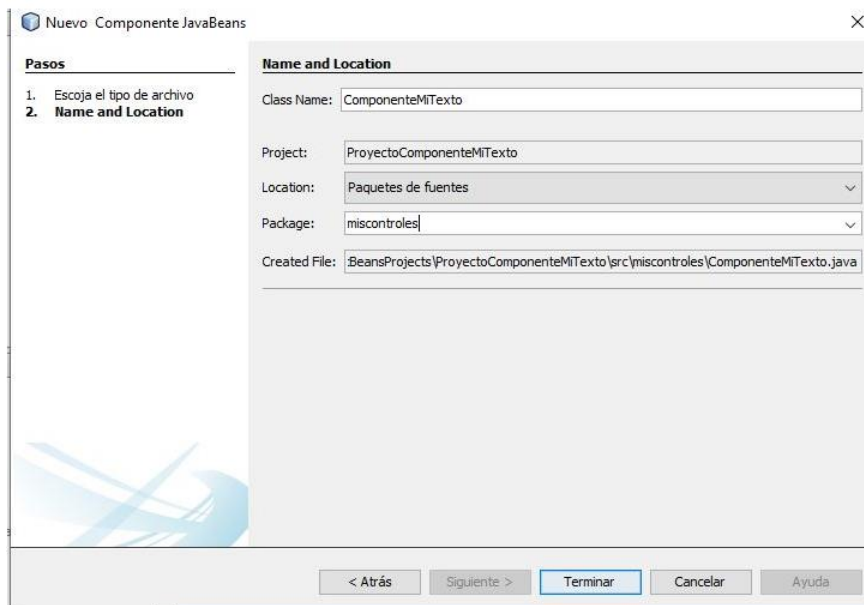 Nuevo Componente JavaBeans
Pasos
1. Escoja el tipo de archivo
2. Name and Location
Name and Location
Class Name: ComponenteMiTexto
Project: ProyectoComponenteMiTexto
Location: Paquetes de fuentes
Package: miscontroles
Created File: :BeansProjects\ProyectoComponenteMiTexto\src\miscontroles\ComponenteMiTexto.java
< Atrás Siguiente > Terminar Cancelar Ayuda